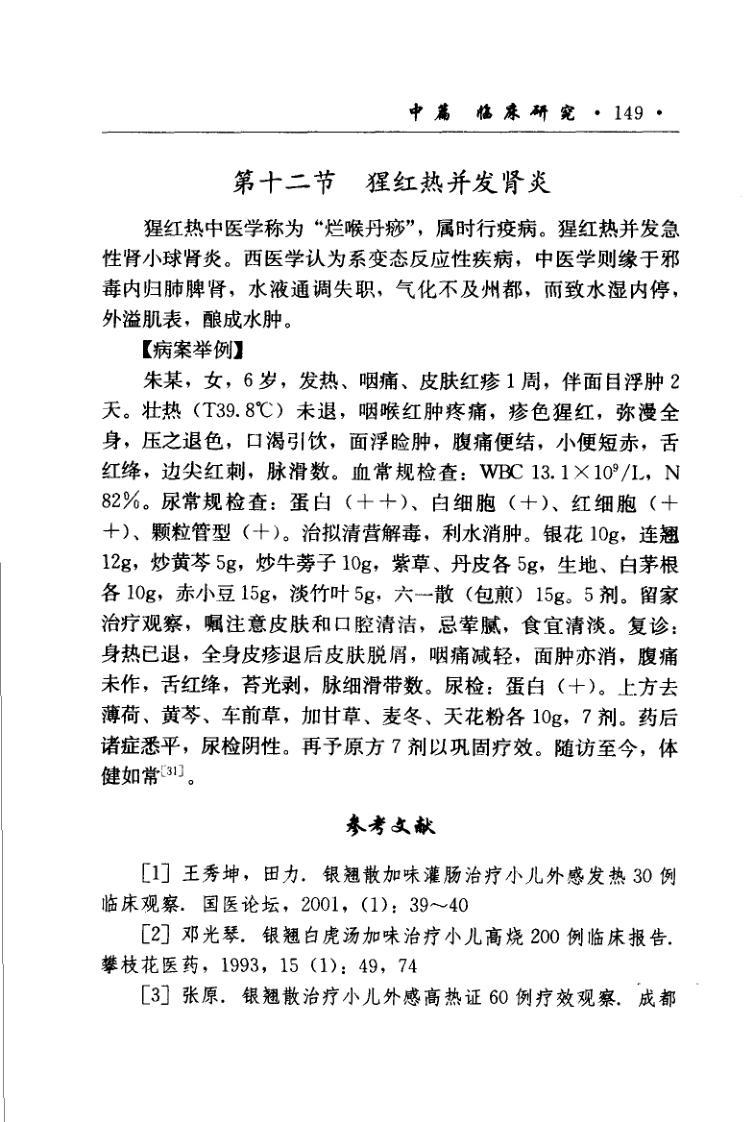 中篇 临床研究 · 149 ·
第十二节 猩红热并发肾炎
猩红热中医学称为“烂喉丹痧”，属时行疫病。猩红热并发急
性肾小球肾炎。西医学认为系变态反应性疾病，中医学则缘于邪
毒内归肺脾肾，水液通调失职，气化不及州都，而致水湿内停，
外溢肌表，酿成水肿。
【病案举例】
朱某，女，6岁，发热、咽痛、皮肤红疹1周，伴面目浮肿2
天。壮热（T39.8℃）未退，咽喉红肿疼痛，疹色猩红，弥漫全
身，压之退色，口渴引饮，面浮睑肿，腹痛便结，小便短赤，舌
红绛，边尖红刺，脉滑数。血常规检查：WBC 13.1×10⁹/L，N
82%。尿常规检查：蛋白（＋＋）、白细胞（＋）、红细胞（＋
＋）、颗粒管型（＋）。治拟清营解毒，利水消肿。银花10g，连翘
12g，炒黄芩5g，炒牛蒡子10g，紫草、丹皮各5g，生地、白茅根
各10g，赤小豆15g，淡竹叶5g，六一散（包煎）15g。5剂。留家
治疗观察，嘱注意皮肤和口腔清洁，忌荤腻，食宜清淡。复诊：
身热已退，全身皮疹退后皮肤脱屑，咽痛减轻，面肿亦消，腹痛
未作，舌红绛，苔光剥，脉细滑带数。尿检：蛋白（＋）。上方去
薄荷、黄芩、车前草，加甘草、麦冬、天花粉各10g，7剂。药后
诸症悉平，尿检阴性。再予原方7剂以巩固疗效。随访至今，体
健如常[31]。
参考文献
[1] 王秀坤，田力．银翘散加味灌肠治疗小儿外感发热30例
临床观察．国医论坛，2001，(1)：39～40
[2] 邓光琴．银翘白虎汤加味治疗小儿高烧200例临床报告．
攀枝花医药，1993，15 (1)：49，74
[3] 张原．银翘散治疗小儿外感高热证60例疗效观察．成都